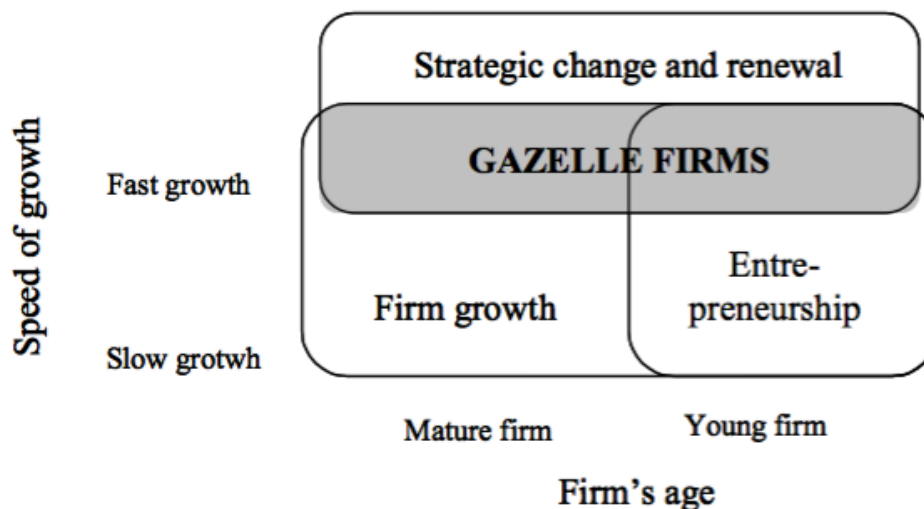 Strategic change and renewal
GAZELLE FIRMS
Speed of growth
Fast growth
Entre-
preneurship
Firm growth
Slow grotwh
Mature firm
Young firm
Firm’s age